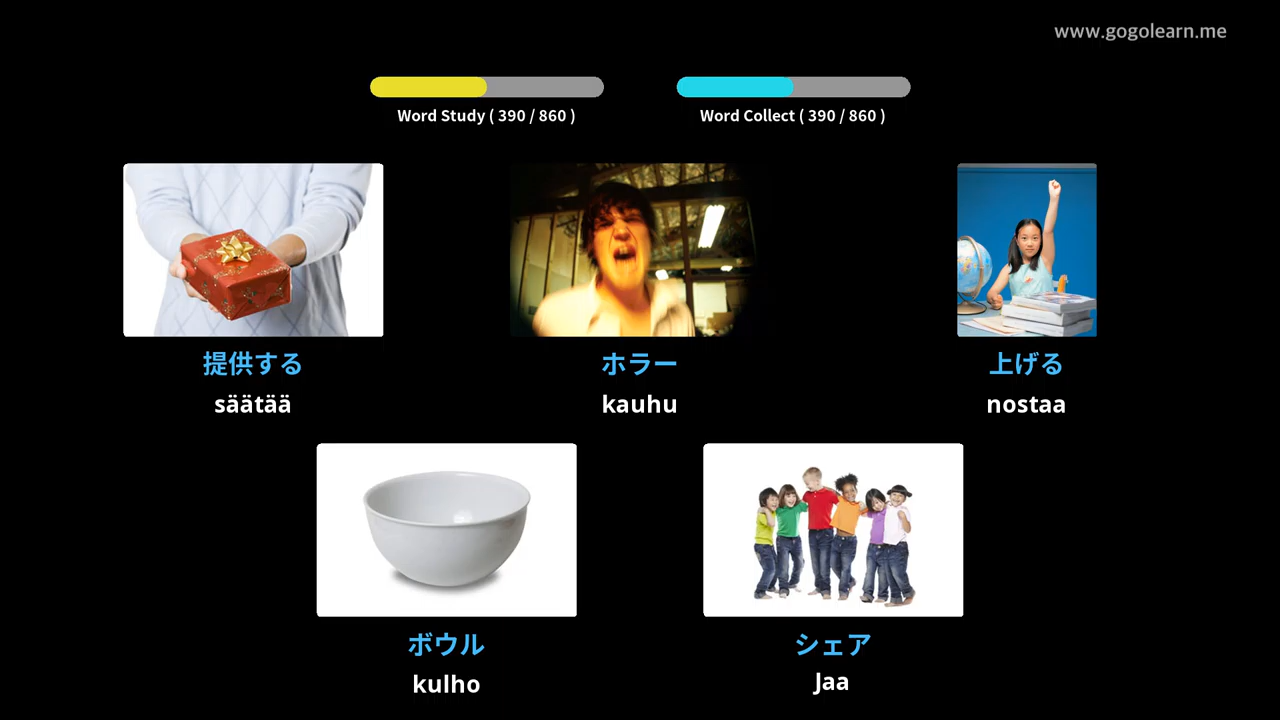 www.gogolearn.me
Word Study ( 390 / 860 )
Word Collect ( 390 / 860 )
提供する
säätää
ホラー
kauhu
上げる
nostaa
ボウル
kulho
シェア
Jaa